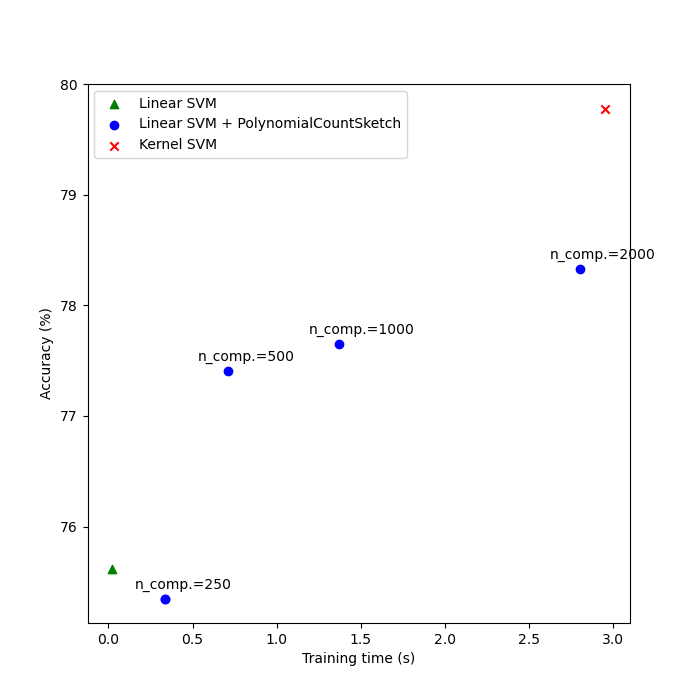 80
79
78
77
76
Accuracy (%)
Linear SVM
Linear SVM + PolynomialCountSketch
Kernel SVM
n_comp.=2000
n_comp.=1000
n_comp.=500
n_comp.=250
0.0 0.5 1.0 1.5 2.0 2.5 3.0
Training time (s)